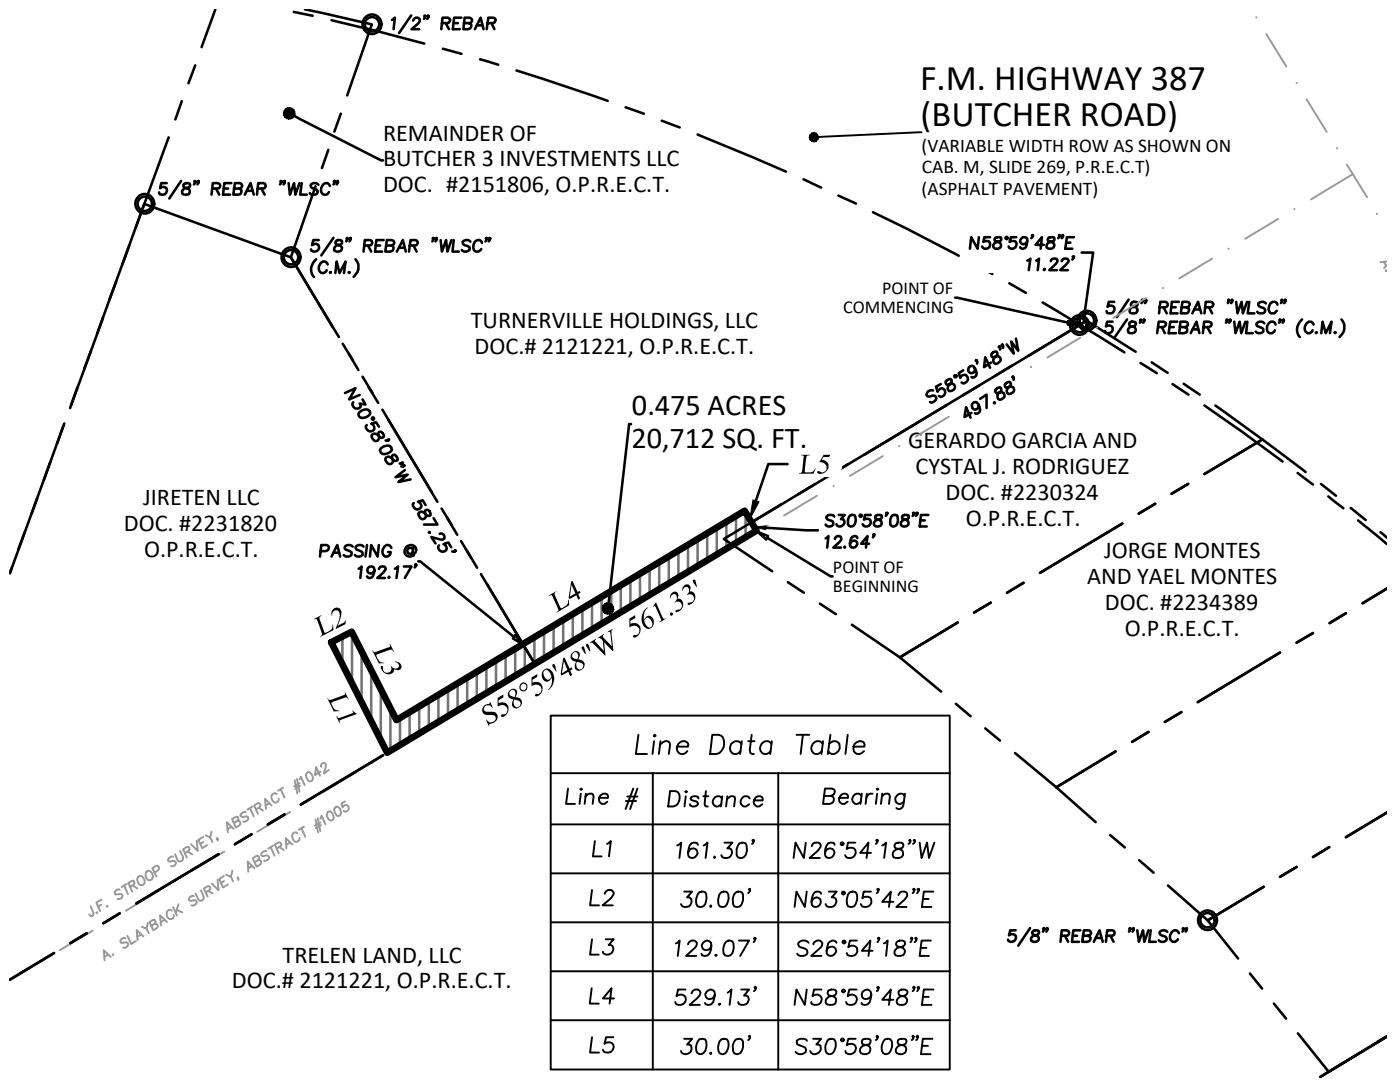 1/2" REBAR
F.M. HIGHWAY 387
(BUTCHER ROAD)
(VARIABLE WIDTH ROW AS SHOWN ON
CAB. M, SLIDE 269, P.R.E.C.T)
(ASPHALT PAVEMENT)
REMAINDER OF
BUTCHER 3 INVESTMENTS LLC
DOC. #2151806, O.P.R.E.C.T.
5/8" REBAR "WLSC"
5/8" REBAR "WLSC"
(C.M.)
N58°59'48"E
11.22'
POINT OF
COMMENCING
5/8" REBAR "WLSC"
5/8" REBAR "WLSC" (C.M.)
TURNERVILLE HOLDINGS, LLC
DOC.# 2121221, O.P.R.E.C.T.
S58°59'48"W
497.88'
N30°58'08"W 587.25'
0.475 ACRES
20,712 SQ. FT.
L5
GERARDO GARCIA AND
CYSTAL J. RODRIGUEZ
DOC. #2230324
O.P.R.E.C.T.
JIRETEN LLC
DOC. #2231820
O.P.R.E.C.T.
S30°58'08"E
12.64'
POINT OF
BEGINNING
PASSING @
192.17'
JORGE MONTES
AND YAEL MONTES
DOC. #2234389
O.P.R.E.C.T.
L4
S58°59'48"W 561.33'
L2
L3
L1
J.F. STROOP SURVEY, ABSTRACT #1042
A. SLAYBACK SURVEY, ABSTRACT #1005
TRELEN LAND, LLC
DOC.# 2121221, O.P.R.E.C.T.
5/8" REBAR "WLSC"
Line Data Table
Line # Distance Bearing
L1 161.30' N26°54'18"W
L2 30.00' N63°05'42"E
L3 129.07' S26°54'18"E
L4 529.13' N58°59'48"E
L5 30.00' S30°58'08"E